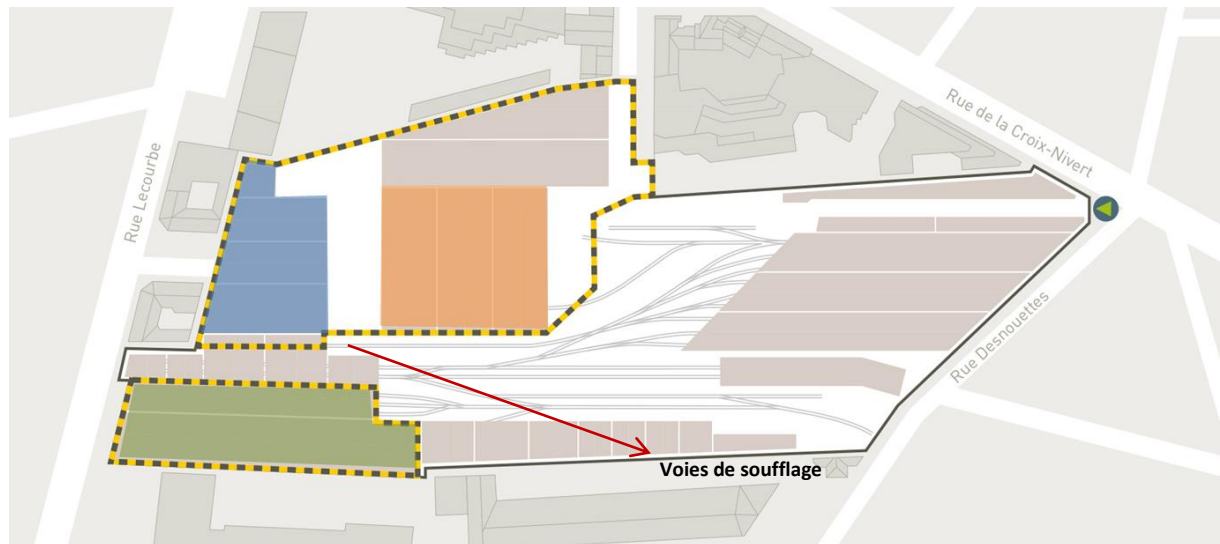 Rue de la Croix-Nivert
Rue Lecourbe
Rue Desnouettes
Voies de soufflage